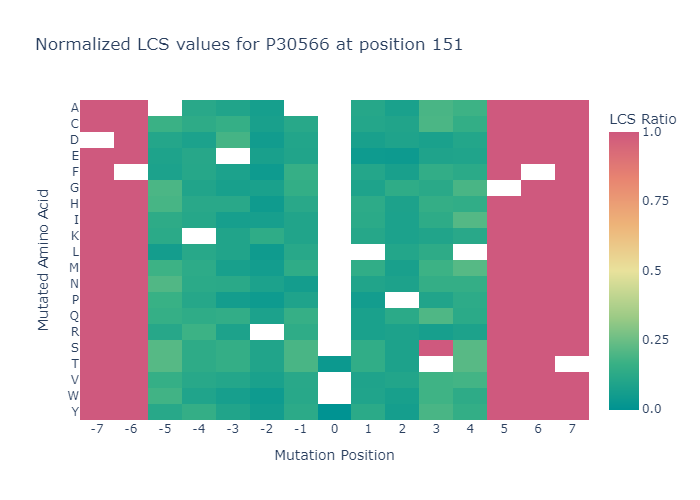 Normalized LCS values for P30566 at position 151
LCS Ratio
A
C
D
E
F
G
H
I
K
L
M
N
P
Q
R
S
T
V
W
Y
Mutated Amino Acid
1.0
0.75
0.5
0.25
0.0
-7 -6 -5 -4 -3 -2 -1 0 1 2 3 4 5 6 7
Mutation Position